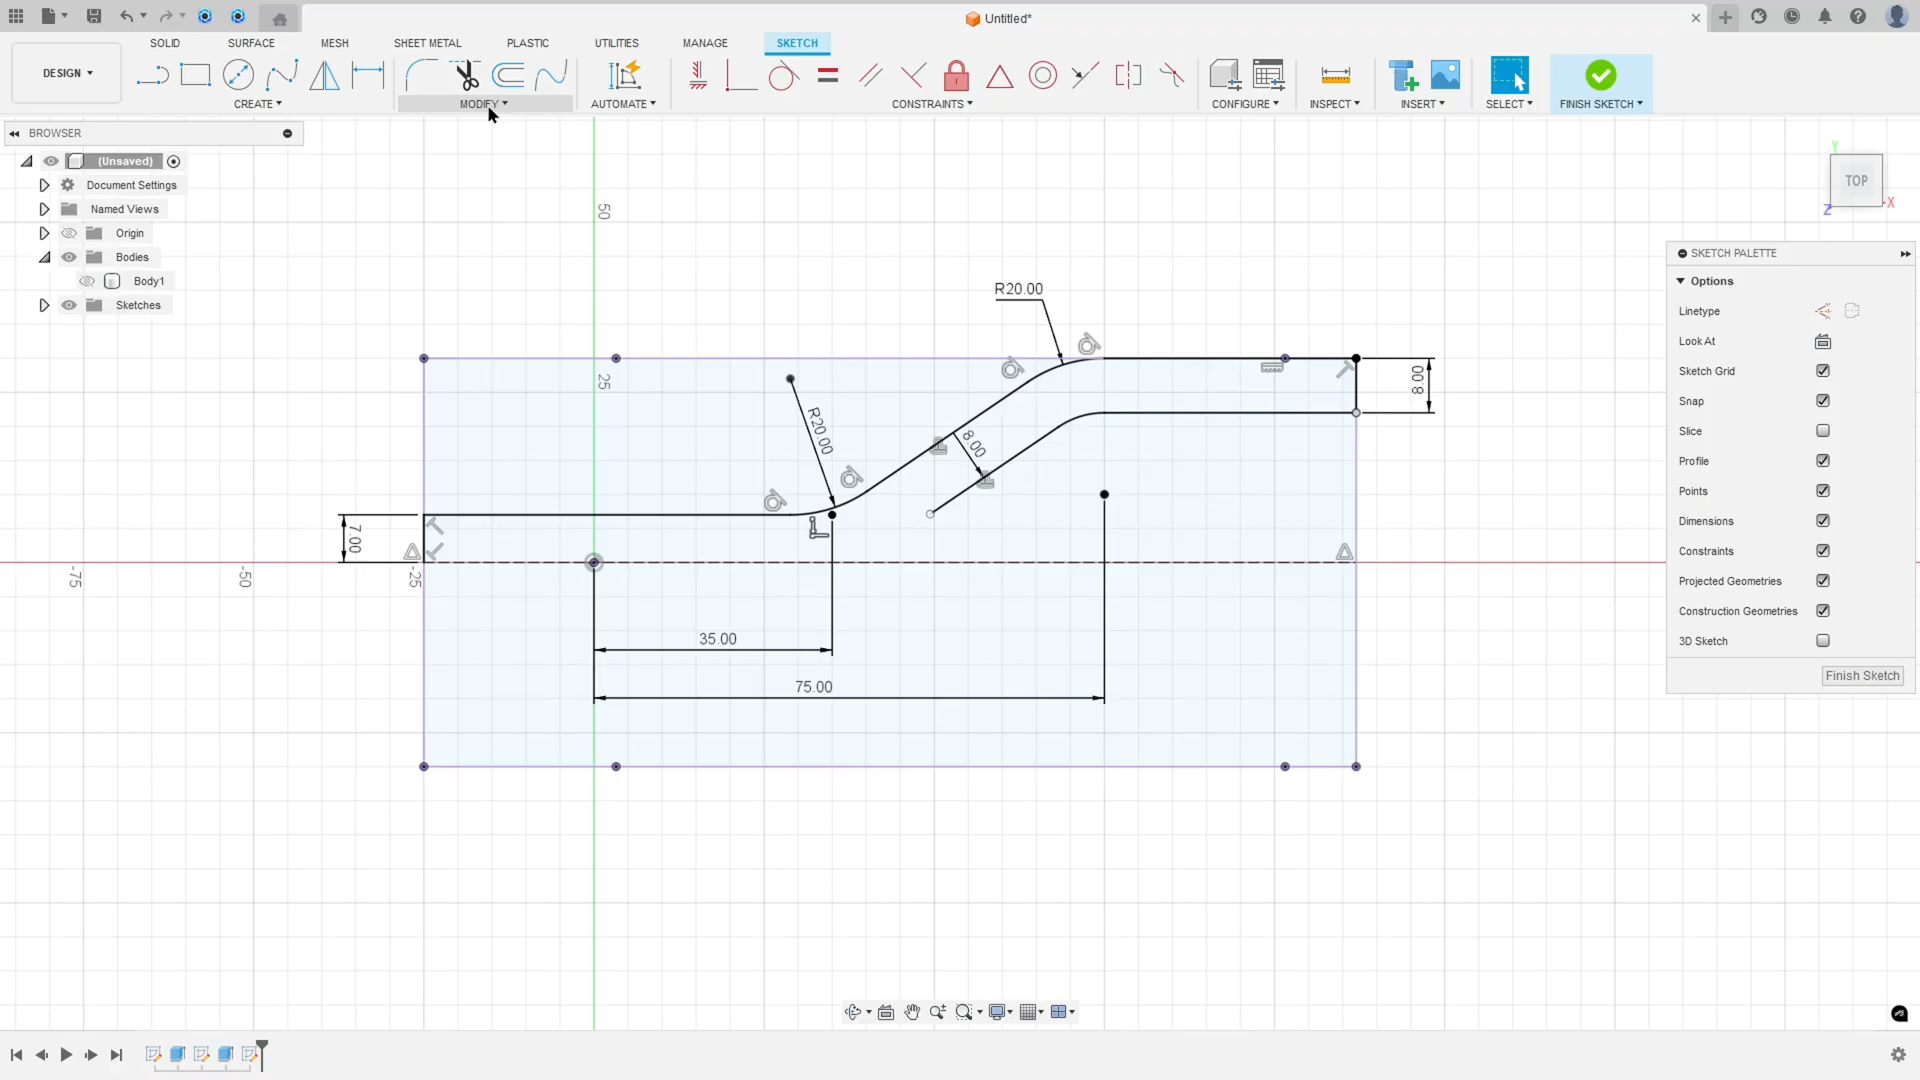 Untitled*
SOLID SURFACE MESH SHEET METAL PLASTIC UTILITIES MANAGE SKETCH
DESIGN
CREATE MODIFY AUTOMATE CONSTRAINTS CONFIGURE INSPECT INSERT SELECT FINISH SKETCH
BROWSER
(Unsaved)
Document Settings
Named Views
Origin
Bodies
Body1
Sketches
TOP
Y
X
Z
SKETCH PALETTE
Options
Linetype
Look At
Sketch Grid
Snap
Slice
Profile
Points
Dimensions
Constraints
Projected Geometries
Construction Geometries
3D Sketch
Finish Sketch
50
R20.00
25
8.00
R20.00
8.00
7.00
-75
-50
-25
35.00
75.00